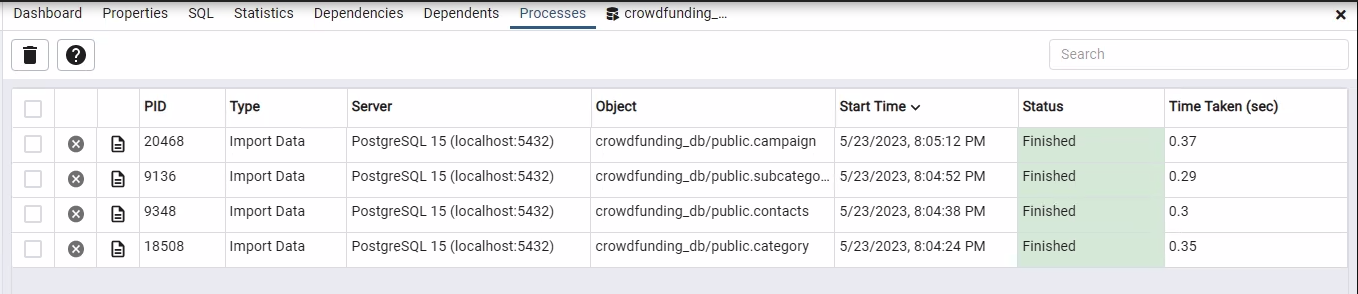 Dashboard Properties SQL Statistics Dependencies Dependents Processes crowdfunding_...
Search
PID Type Server Object Start Time Status Time Taken (sec)
20468 Import Data PostgreSQL 15 (localhost:5432) crowdfunding_db/public.campaign 5/23/2023, 8:05:12 PM Finished 0.37
9136 Import Data PostgreSQL 15 (localhost:5432) crowdfunding_db/public.subcatego... 5/23/2023, 8:04:52 PM Finished 0.29
9348 Import Data PostgreSQL 15 (localhost:5432) crowdfunding_db/public.contacts 5/23/2023, 8:04:38 PM Finished 0.3
18508 Import Data PostgreSQL 15 (localhost:5432) crowdfunding_db/public.category 5/23/2023, 8:04:24 PM Finished 0.35